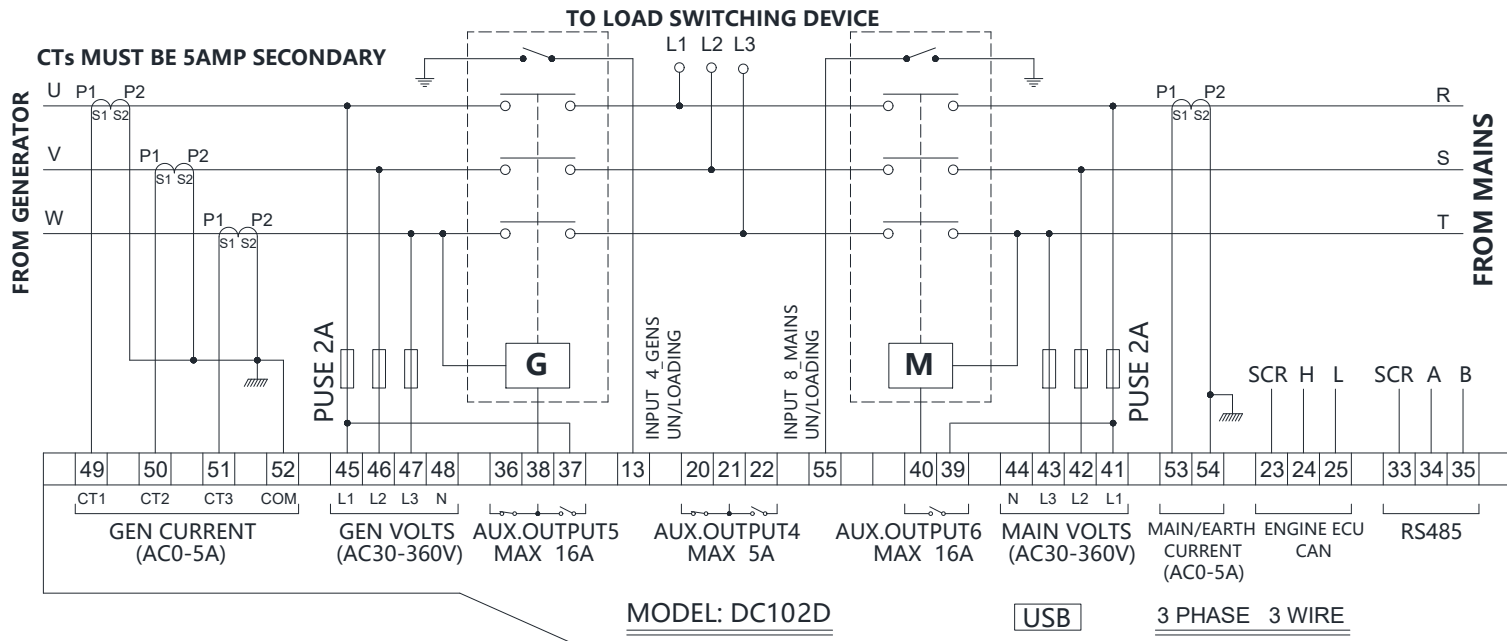 TO LOAD SWITCHING DEVICE
CTs MUST BE 5AMP SECONDARY
L1 L2 L3
U P1 P2
S1 S2
P1 P2
S1 S2
R
V P1 P2
S1 S2
S
W P1 P2
S1 S2
T
FROM GENERATOR
FROM MAINS
PUSE 2A
G
INPUT 4_GENS
UN/LOADING
INPUT 8_MAINS
UN/LOADING
M
PUSE 2A
SCR H L
SCR A B
49 50 51 52 45 46 47 48 36 38 37 13 20 21 22 55 40 39 44 43 42 41 53 54 23 24 25 33 34 35
CT1 CT2 CT3 COM L1 L2 L3 N N L3 L2 L1
GEN CURRENT
(AC0-5A)
GEN VOLTS
(AC30-360V)
AUX.OUTPUT5
MAX 16A
AUX.OUTPUT4
MAX 5A
AUX.OUTPUT6
MAX 16A
MAIN VOLTS
(AC30-360V)
MAIN/EARTH
CURRENT
(AC0-5A)
ENGINE ECU
CAN
RS485
MODEL: DC102D
USB
3 PHASE 3 WIRE